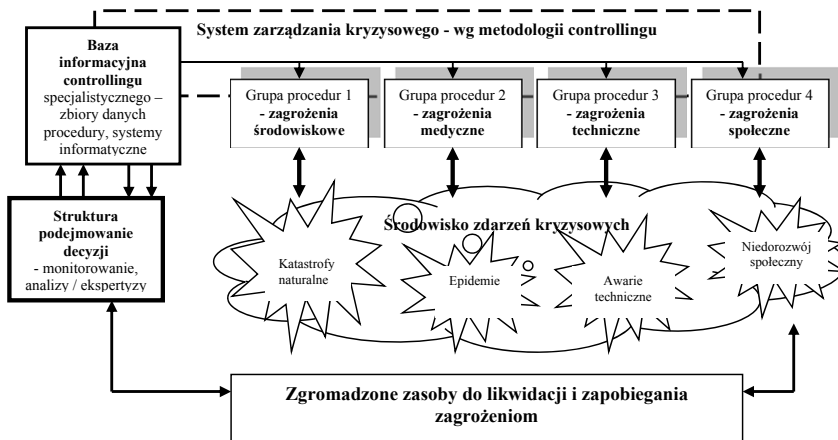 System zarządzania kryzysowego - wg metodologii controllingu
Baza
informacyjna
controllingu
specjalistycznego –
zbiory danych
procedury, systemy
informatyczne
Grupa procedur 1
- zagrożenia
środowiskowe
Grupa procedur 2
- zagrożenia
medyczne
Grupa procedur 3
- zagrożenia
techniczne
Grupa procedur 4
- zagrożenia
społeczne
Struktura
podejmowanie
decyzji
- monitorowanie,
analizy / ekspertyzy
Środowisko zdarzeń kryzysowych
Katastrofy
naturalne
Epidemie
Awarie
techniczne
Niedorozwój
społeczny
Zgromadzone zasoby do likwidacji i zapobiegania
zagrożeniom